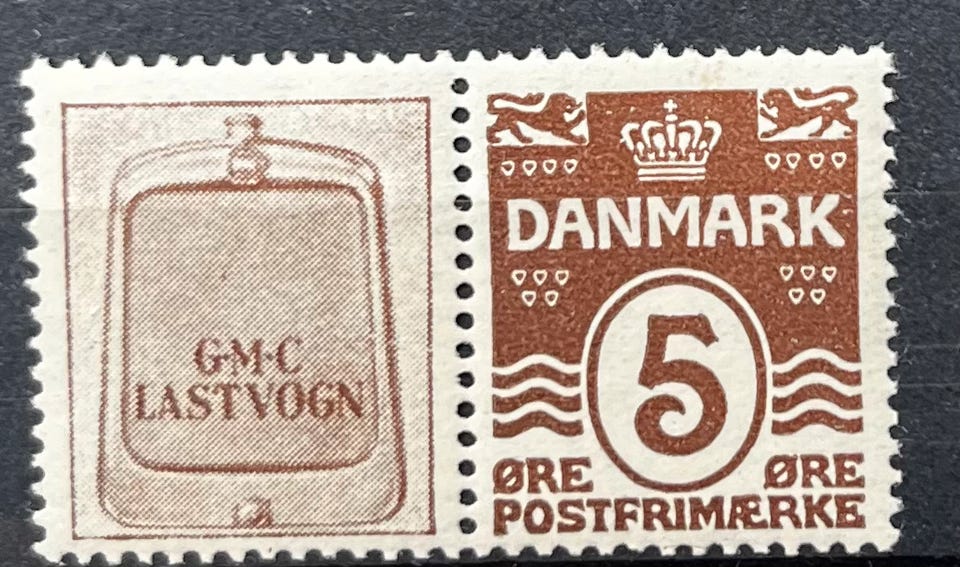 G·M·C
LASTVOGN
DANMARK
5
ØRE ØRE
POSTFRIMÆRKE